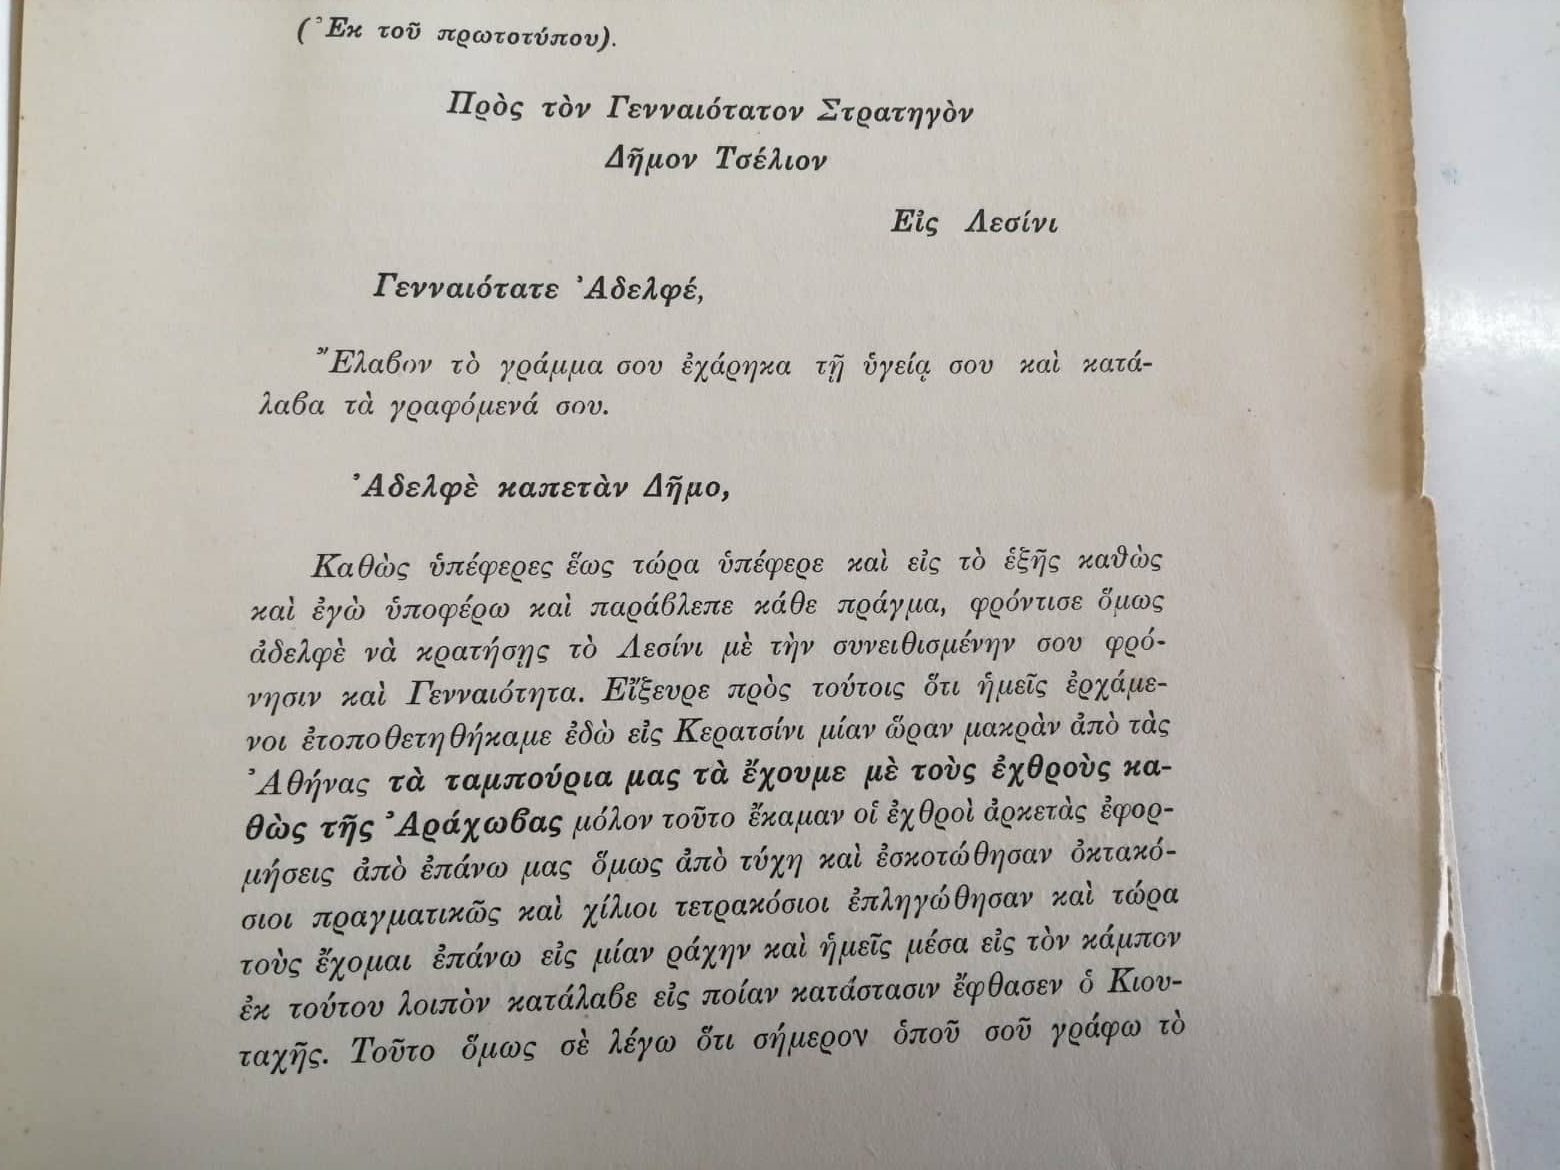 (Ἐκ τοῦ πρωτοτύπου).
Πρὸς τὸν Γενναιότατον Στρατηγὸν
Δῆμον Τσέλιον
Εἰς Λεσίνι
Γενναιότατε Ἀδελφέ,
Ἔλαβον τὸ γράμμα σου ἐχάρηκα τῇ ὑγείᾳ σου καὶ κατά-
λαβα τὰ γραφόμενά σου.
Ἀδελφὲ καπετὰν Δῆμο,
Καθὼς ὑπέφερες ἕως τώρα ὑπέφερε καὶ εἰς τὸ ἑξῆς καθὼς
καὶ ἐγὼ ὑποφέρω καὶ παράβλεπε κάθε πράγμα, φρόντισε ὅμως
ἀδελφὲ νὰ κρατήσῃς τὸ Λεσίνι μὲ τὴν συνειθισμένην σου φρό-
νησιν καὶ Γενναιότητα. Εἴξευρε πρὸς τούτοις ὅτι ἡμεῖς ἐρχάμε-
νοι ἐτοποθετηθήκαμε ἐδὼ εἰς Κερατσίνι μίαν ὥραν μακρὰν ἀπὸ τὰς
Ἀθήνας τὰ ταμπούρια μας τὰ ἔχουμε μὲ τοὺς ἐχθροὺς κα-
θὼς τῆς Ἀράχωβας μόλον τοῦτο ἔκαμαν οἱ ἐχθροὶ ἀρκετὰς ἐφορ-
μήσεις ἀπὸ ἐπάνω μας ὅμως ἀπὸ τύχη καὶ ἐσκοτώθησαν ὀκτακό-
σιοι πραγματικῶς καὶ χίλιοι τετρακόσιοι ἐπληγώθησαν καὶ τώρα
τοὺς ἔχομαι ἐπάνω εἰς μίαν ράχην καὶ ἡμεῖς μέσα εἰς τὸν κάμπον
ἐκ τούτου λοιπὸν κατάλαβε εἰς ποίαν κατάστασιν ἔφθασεν ὁ Κιου-
ταχῆς. Τοῦτο ὅμως σὲ λέγω ὅτι σήμερον ὁποῦ σοῦ γράφω τὸ